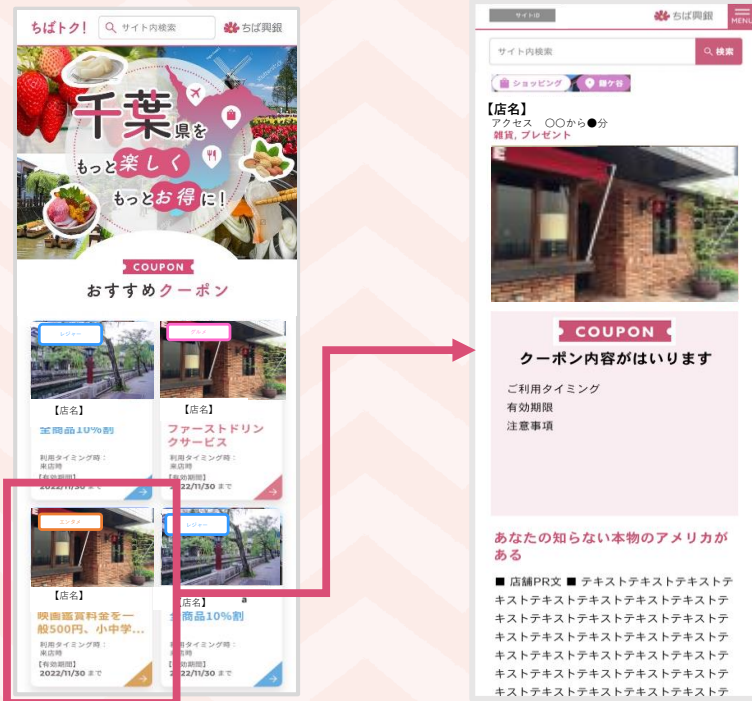 ちばトク!
サイト内検索
ちば興銀
千葉県を
もっと楽しく
もっとお得に!
COUPON
おすすめクーポン
レジャー
【店名】
全商品10%割
利用タイミング時:
来店時
【有効期間】
2022/11/30 まで
グルメ
【店名】
ファーストドリン
クサービス
利用タイミング時:
来店時
【有効期間】
2022/11/30 まで
エンタメ
【店名】
映画鑑賞料金を一
般500円、小中学...
利用タイミング時:
来店時
【有効期間】
2022/11/30 まで
レジャー
【店名】
a
全商品10%割
利用タイミング時:
来店時
【有効期間】
2022/11/30 まで
サイトID
ちば興銀
MENU
サイト内検索
検索
ショッピング
鎌ケ谷
【店名】
アクセス 〇〇から●分
雑貨, プレゼント
COUPON
クーポン内容がはいります
ご利用タイミング
有効期限
注意事項
あなたの知らない本物のアメリカが
ある
■ 店舗PR文 ■ テキストテキストテキストテ
キストテキストテキストテキストテキストテ
キストテキストテキストテキストテキストテ
キストテキストテキストテキストテキストテ
キストテキストテキストテキストテキストテ
キストテキストテキストテキストテキストテ
キストテキストテキストテキストテキストテ